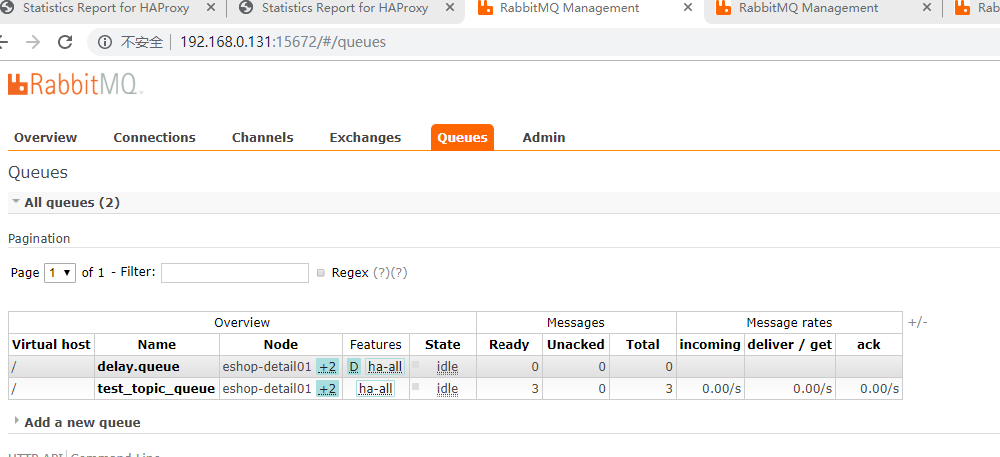 Statistics Report for HAProxy × Statistics Report for HAProxy × RabbitMQ Management × RabbitMQ Management × Rab
不安全 | 192.168.0.131:15672/#/queues
RabbitMQ
Overview Connections Channels Exchanges Queues Admin
Queues
All queues (2)
Pagination
Page 1 of 1 - Filter: Regex (?)(?)
Overview Messages Message rates +/-
Virtual host Name Node Features State Ready Unacked Total incoming deliver / get ack
/ delay.queue eshop-detail01 +2 D ha-all idle 0 0 0
/ test_topic_queue eshop-detail01 +2 ha-all idle 3 0 3 0.00/s 0.00/s 0.00/s
Add a new queue
HTTP API | Command Line